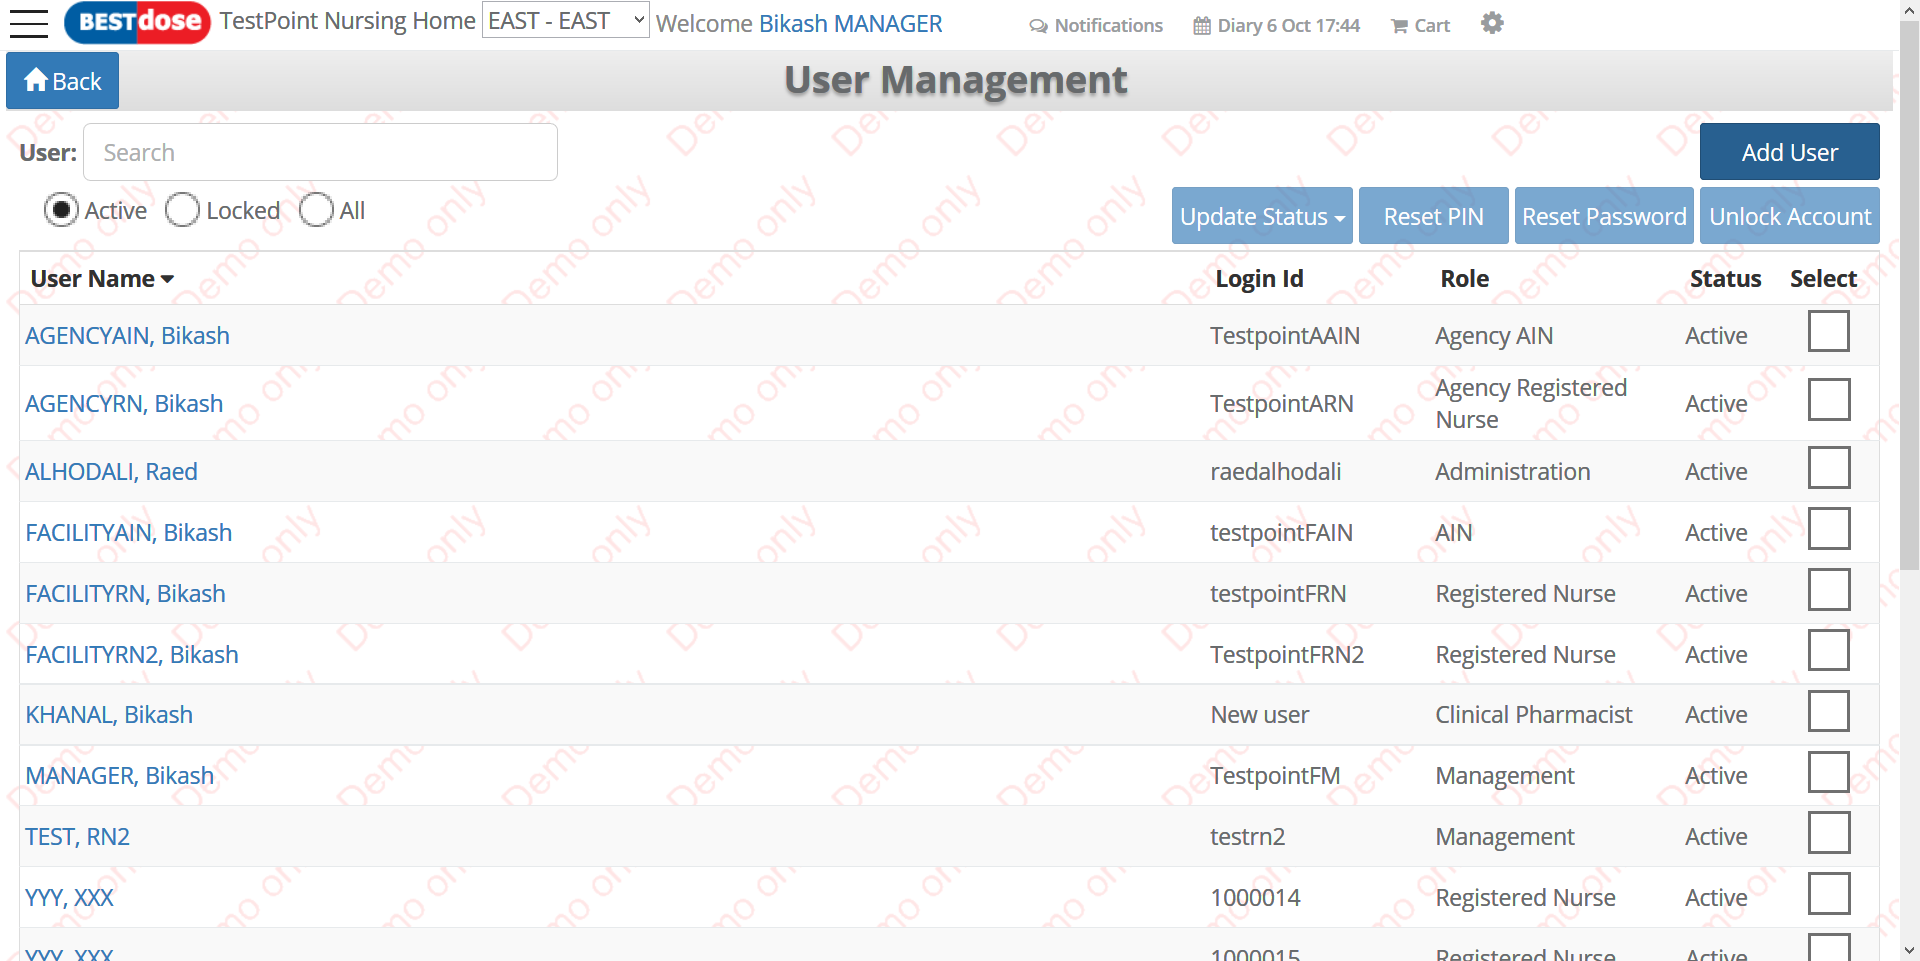 BESTdose TestPoint Nursing Home EAST - EAST Welcome Bikash MANAGER Notifications Diary 6 Oct 17:44 Cart
Back User Management
User: Search Add User
Active Locked All Update Status Reset PIN Reset Password Unlock Account
User Name Login Id Role Status Select
AGENCYAIN, Bikash TestpointAAIN Agency AIN Active
AGENCYRN, Bikash TestpointARN Agency Registered Nurse Active
ALHODALI, Raed raedalhodali Administration Active
FACILITYAIN, Bikash testpointFAIN AIN Active
FACILITYRN, Bikash testpointFRN Registered Nurse Active
FACILITYRN2, Bikash TestpointFRN2 Registered Nurse Active
KHANAL, Bikash New user Clinical Pharmacist Active
MANAGER, Bikash TestpointFM Management Active
TEST, RN2 testrn2 Management Active
YYY, XXX 1000014 Registered Nurse Active
YYY, XXX 1000015 Registered Nurse Active
Demo only